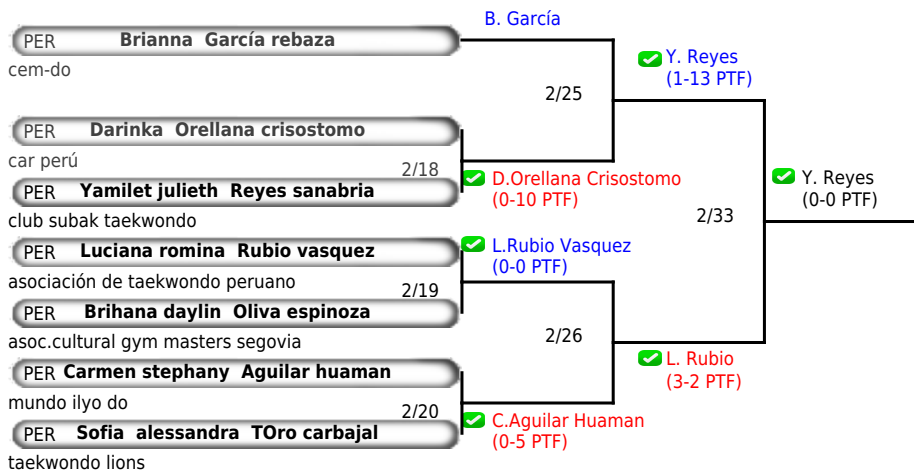 B. García
PER Brianna García rebaza
cem-do
Y. Reyes
(1-13 PTF)
2/25
PER Darinka Orellana crisostomo
car perú
2/18
D.Orellana Crisostomo
(0-10 PTF)
PER Yamilet julieth Reyes sanabria
club subak taekwondo
Y. Reyes
(0-0 PTF)
2/33
PER Luciana romina Rubio vasquez
asociación de taekwondo peruano
L.Rubio Vasquez
(0-0 PTF)
2/19
PER Brihana daylin Oliva espinoza
asoc.cultural gym masters segovia
2/26
L. Rubio
(3-2 PTF)
PER Carmen stephany Aguilar huaman
mundo ilyo do
2/20
C.Aguilar Huaman
(0-5 PTF)
PER Sofia alessandra TOro carbajal
taekwondo lions